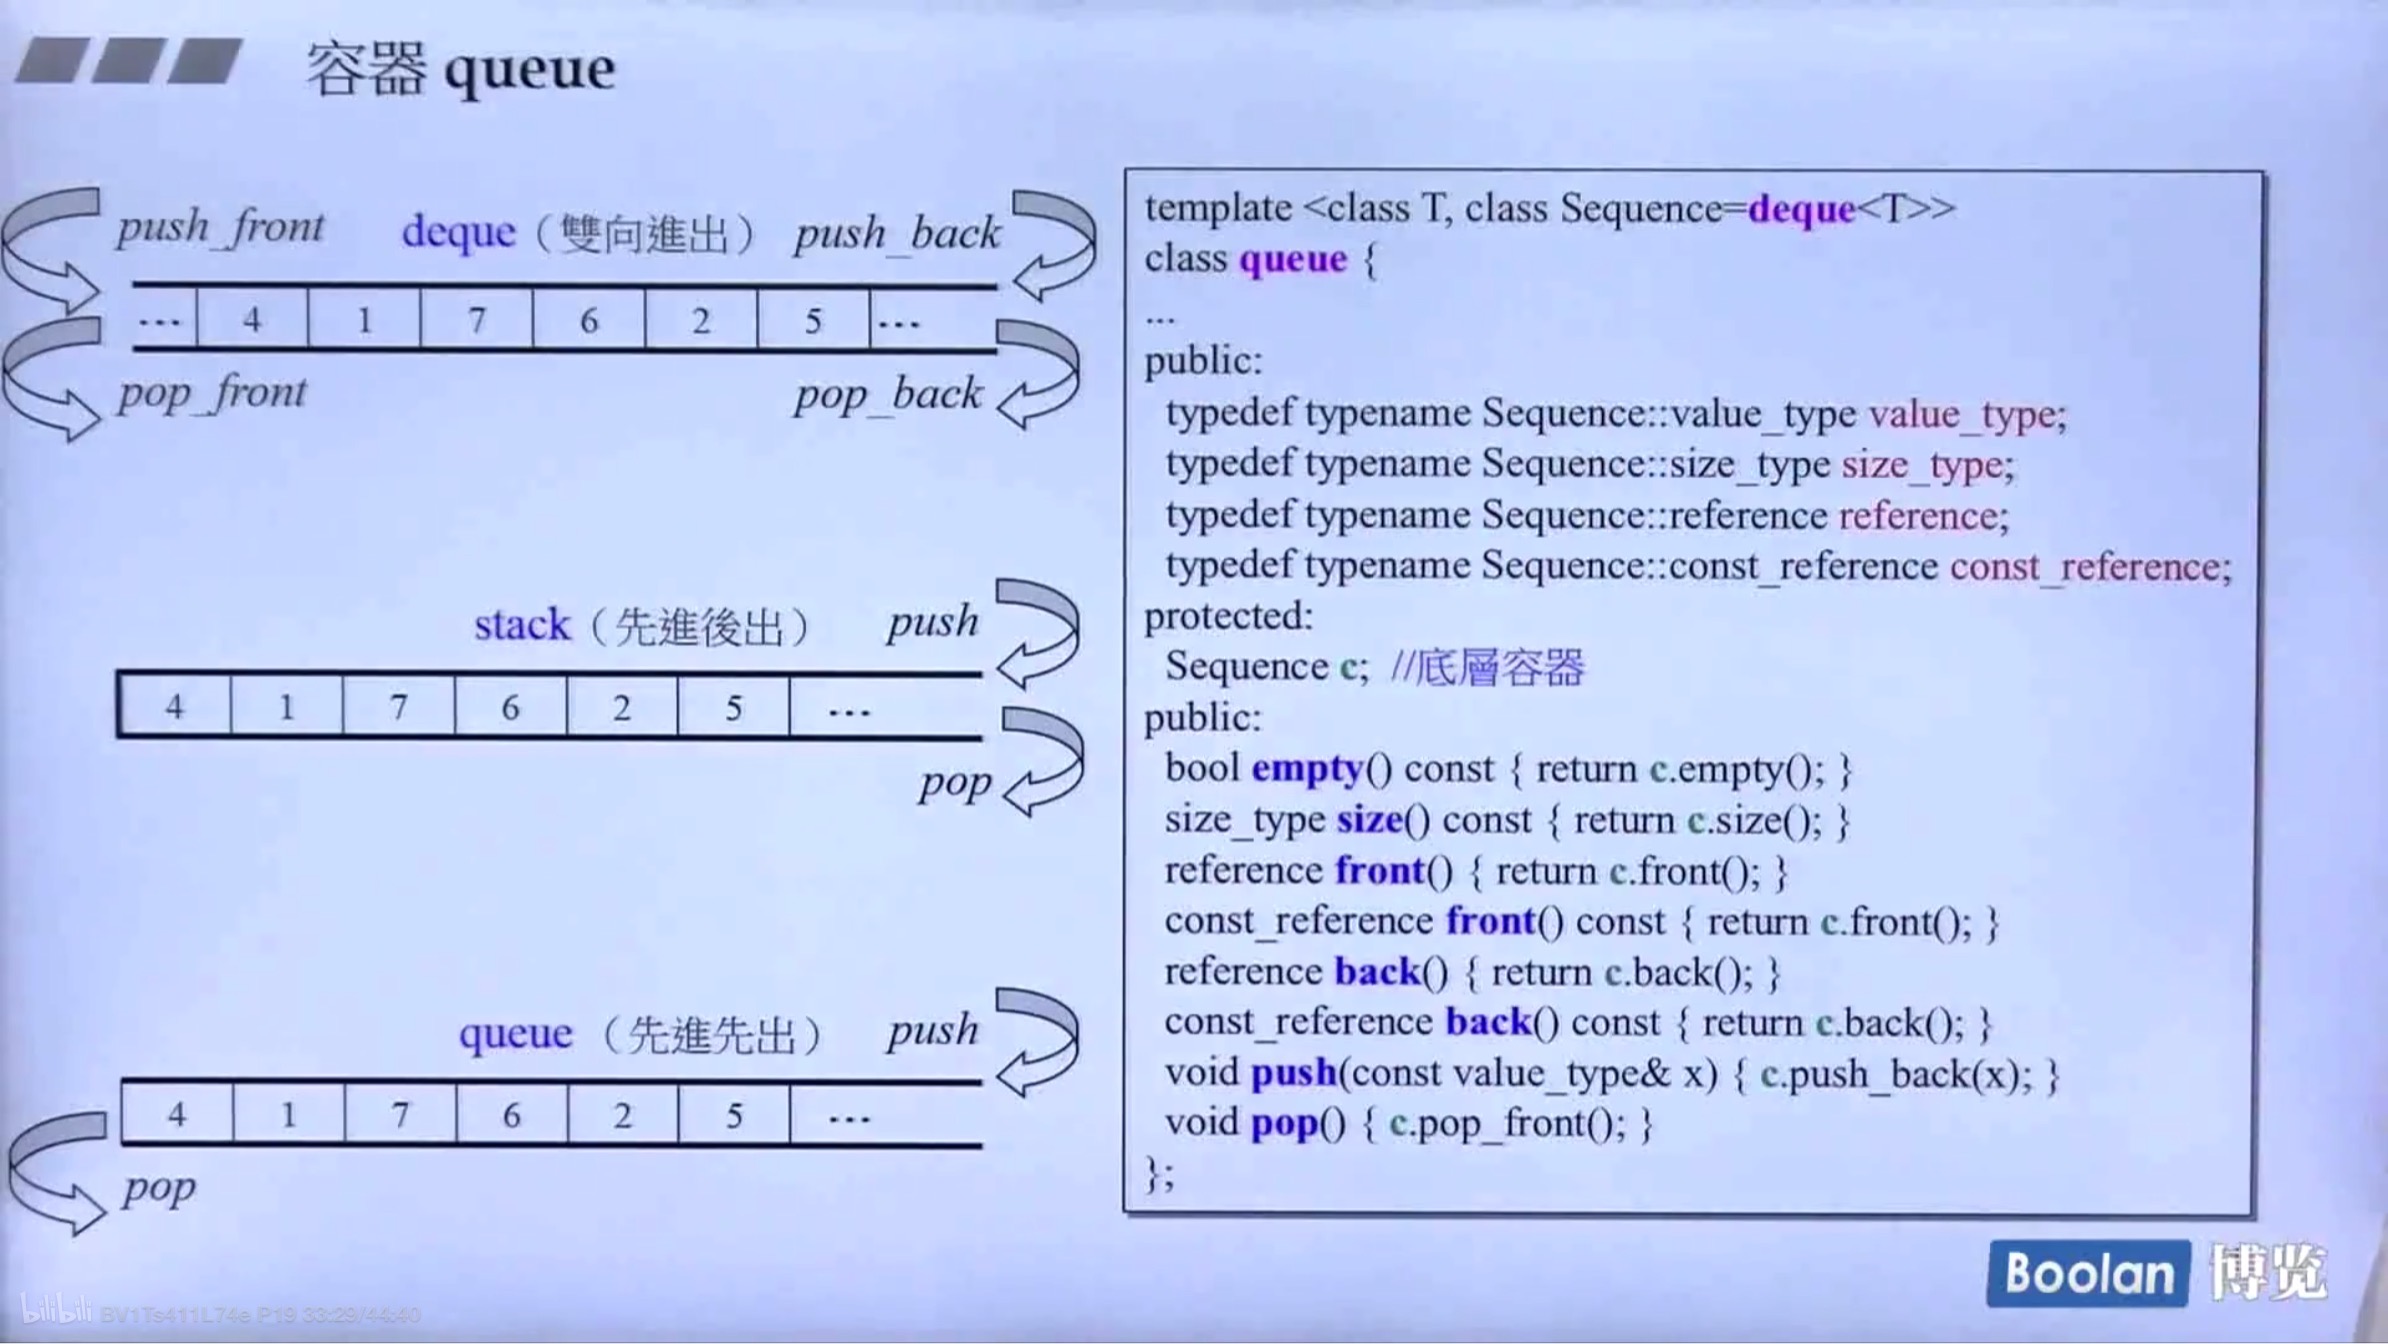 容器 queue
push_front
deque（雙向進出）
push_back
... 4 1 7 6 2 5 ...
pop_front
pop_back
stack（先進後出）
push
4 1 7 6 2 5 ...
pop
queue （先進先出）
push
4 1 7 6 2 5 ...
pop
template <class T, class Sequence=deque<T>>
class queue {
...
public:
typedef typename Sequence::value_type value_type;
typedef typename Sequence::size_type size_type;
typedef typename Sequence::reference reference;
typedef typename Sequence::const_reference const_reference;
protected:
Sequence c; //底層容器
public:
bool empty() const { return c.empty(); }
size_type size() const { return c.size(); }
reference front() { return c.front(); }
const_reference front() const { return c.front(); }
reference back() { return c.back(); }
const_reference back() const { return c.back(); }
void push(const value_type& x) { c.push_back(x); }
void pop() { c.pop_front(); }
};
Boolan 博览
bilibili BV1Ts411L74e P19 33:29/44:40